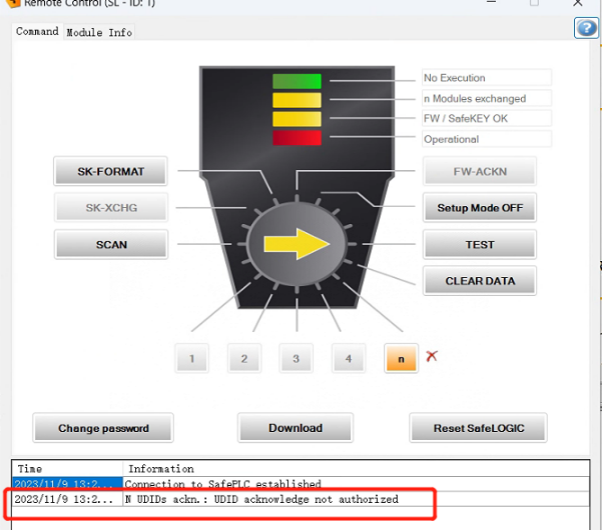 Remote Control (SL - ID: 1)
Command Module Info
No Execution
n Modules exchanged
FW / SafeKEY OK
Operational
SK-FORMAT
FW-ACKN
SK-XCHG
Setup Mode OFF
SCAN
TEST
CLEAR DATA
1 2 3 4 n
Change password Download Reset SafeLOGIC
Time Information
2023/11/9 13:2... Connection to SafePLC established
2023/11/9 13:2... N UDIDs ackn.: UDID acknowledge not authorized